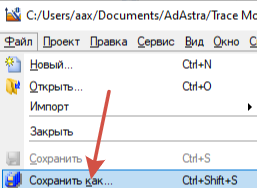 C:/Users/aax/Documents/AdAstra/Trace Mo
Файл Проект Правка Сервис Вид Окно С
Новый... Ctrl+N
Открыть... Ctrl+O
Импорт
Закрыть
Сохранить Ctrl+S
Сохранить как... Ctrl+Shift+S